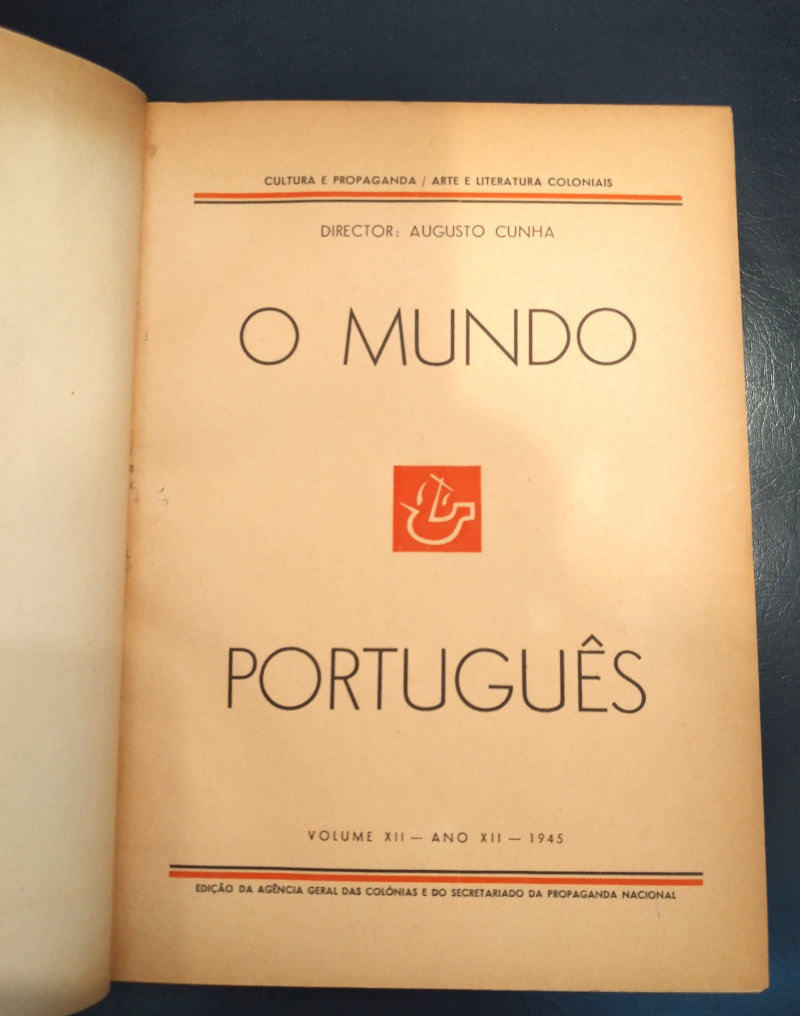 CULTURA E PROPAGANDA / ARTE E LITERATURA COLONIAIS
DIRECTOR: AUGUSTO CUNHA
O MUNDO
PORTUGUÊS
VOLUME XII — ANO XII — 1945
EDIÇÃO DA AGÊNCIA GERAL DAS COLÓNIAS E DO SECRETARIADO DA PROPAGANDA NACIONAL